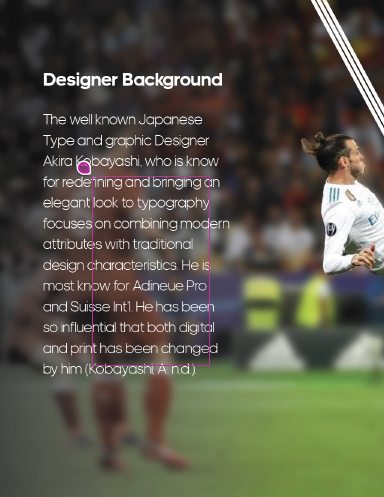 Designer Background
The well known Japanese
Type and graphic Designer
Akira Kobayashi, who is know
for redefining and bringing an
elegant look to typography
focuses on combining modern
attributes with traditional
design characteristics. He is
most know for Adineue Pro
and Suisse Int'l. He has been
so influential that both digital
and print has been changed
by him (Kobayashi, A. n.d.)